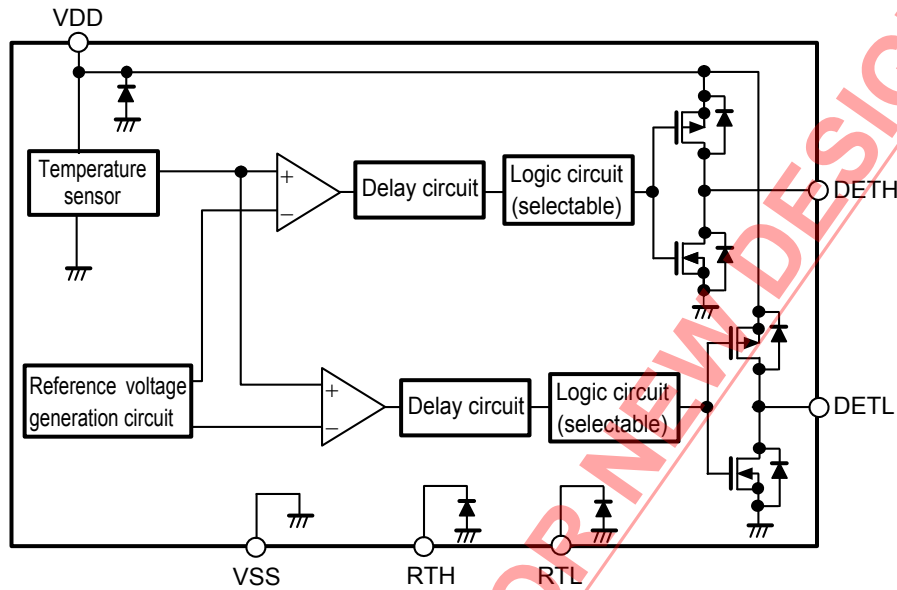 VDD
Temperature
sensor
+
−
Delay circuit
Logic circuit
(selectable)
DETH
Reference voltage
generation circuit
+
−
Delay circuit
Logic circuit
(selectable)
DETL
VSS
RTH
RTL
OR NEW DESIG